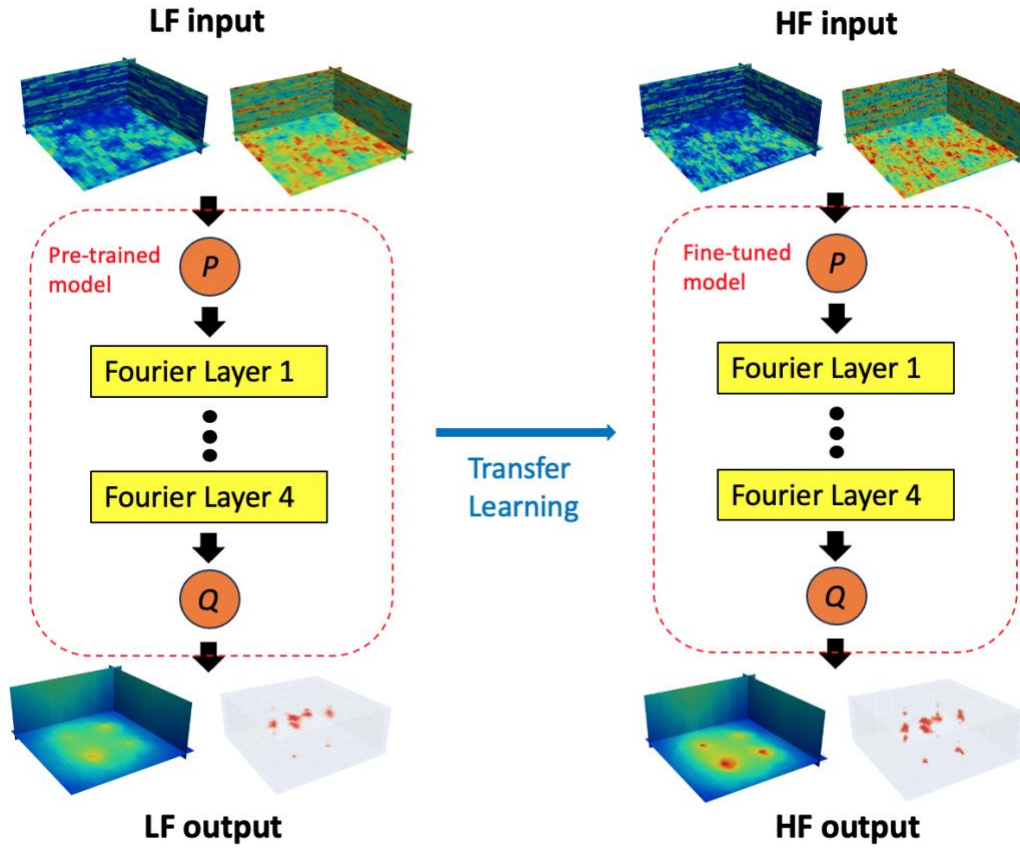 LF input
Pre-trained
model
P
Fourier Layer 1
Fourier Layer 4
Q
LF output
Transfer
Learning
HF input
Fine-tuned
model
P
Fourier Layer 1
Fourier Layer 4
Q
HF output